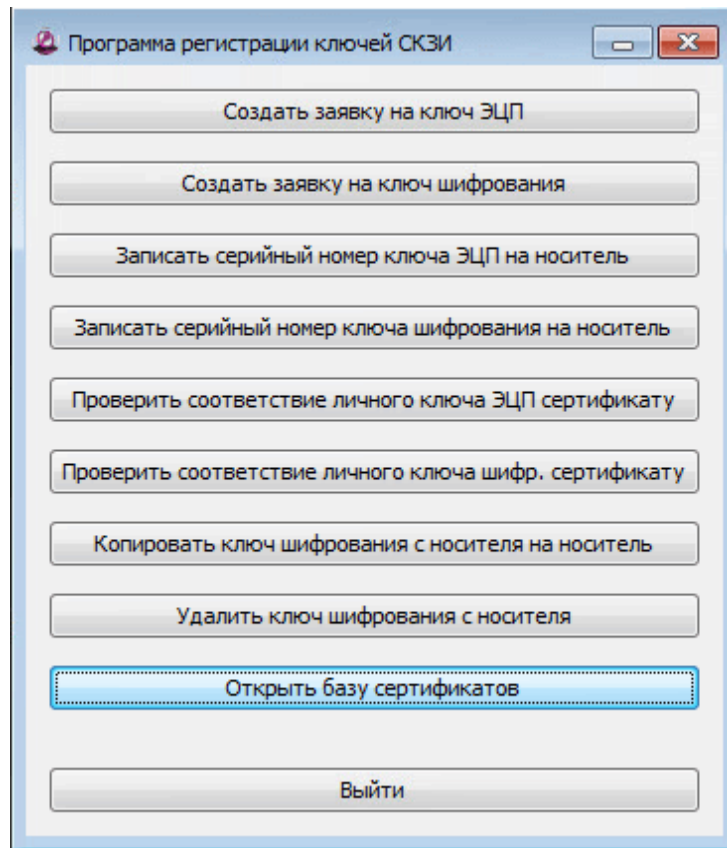 Программа регистрации ключей СКЗИ
Создать заявку на ключ ЭЦП
Создать заявку на ключ шифрования
Записать серийный номер ключа ЭЦП на носитель
Записать серийный номер ключа шифрования на носитель
Проверить соответствие личного ключа ЭЦП сертификату
Проверить соответствие личного ключа шифр. сертификату
Копировать ключ шифрования с носителя на носитель
Удалить ключ шифрования с носителя
Открыть базу сертификатов
Выйти